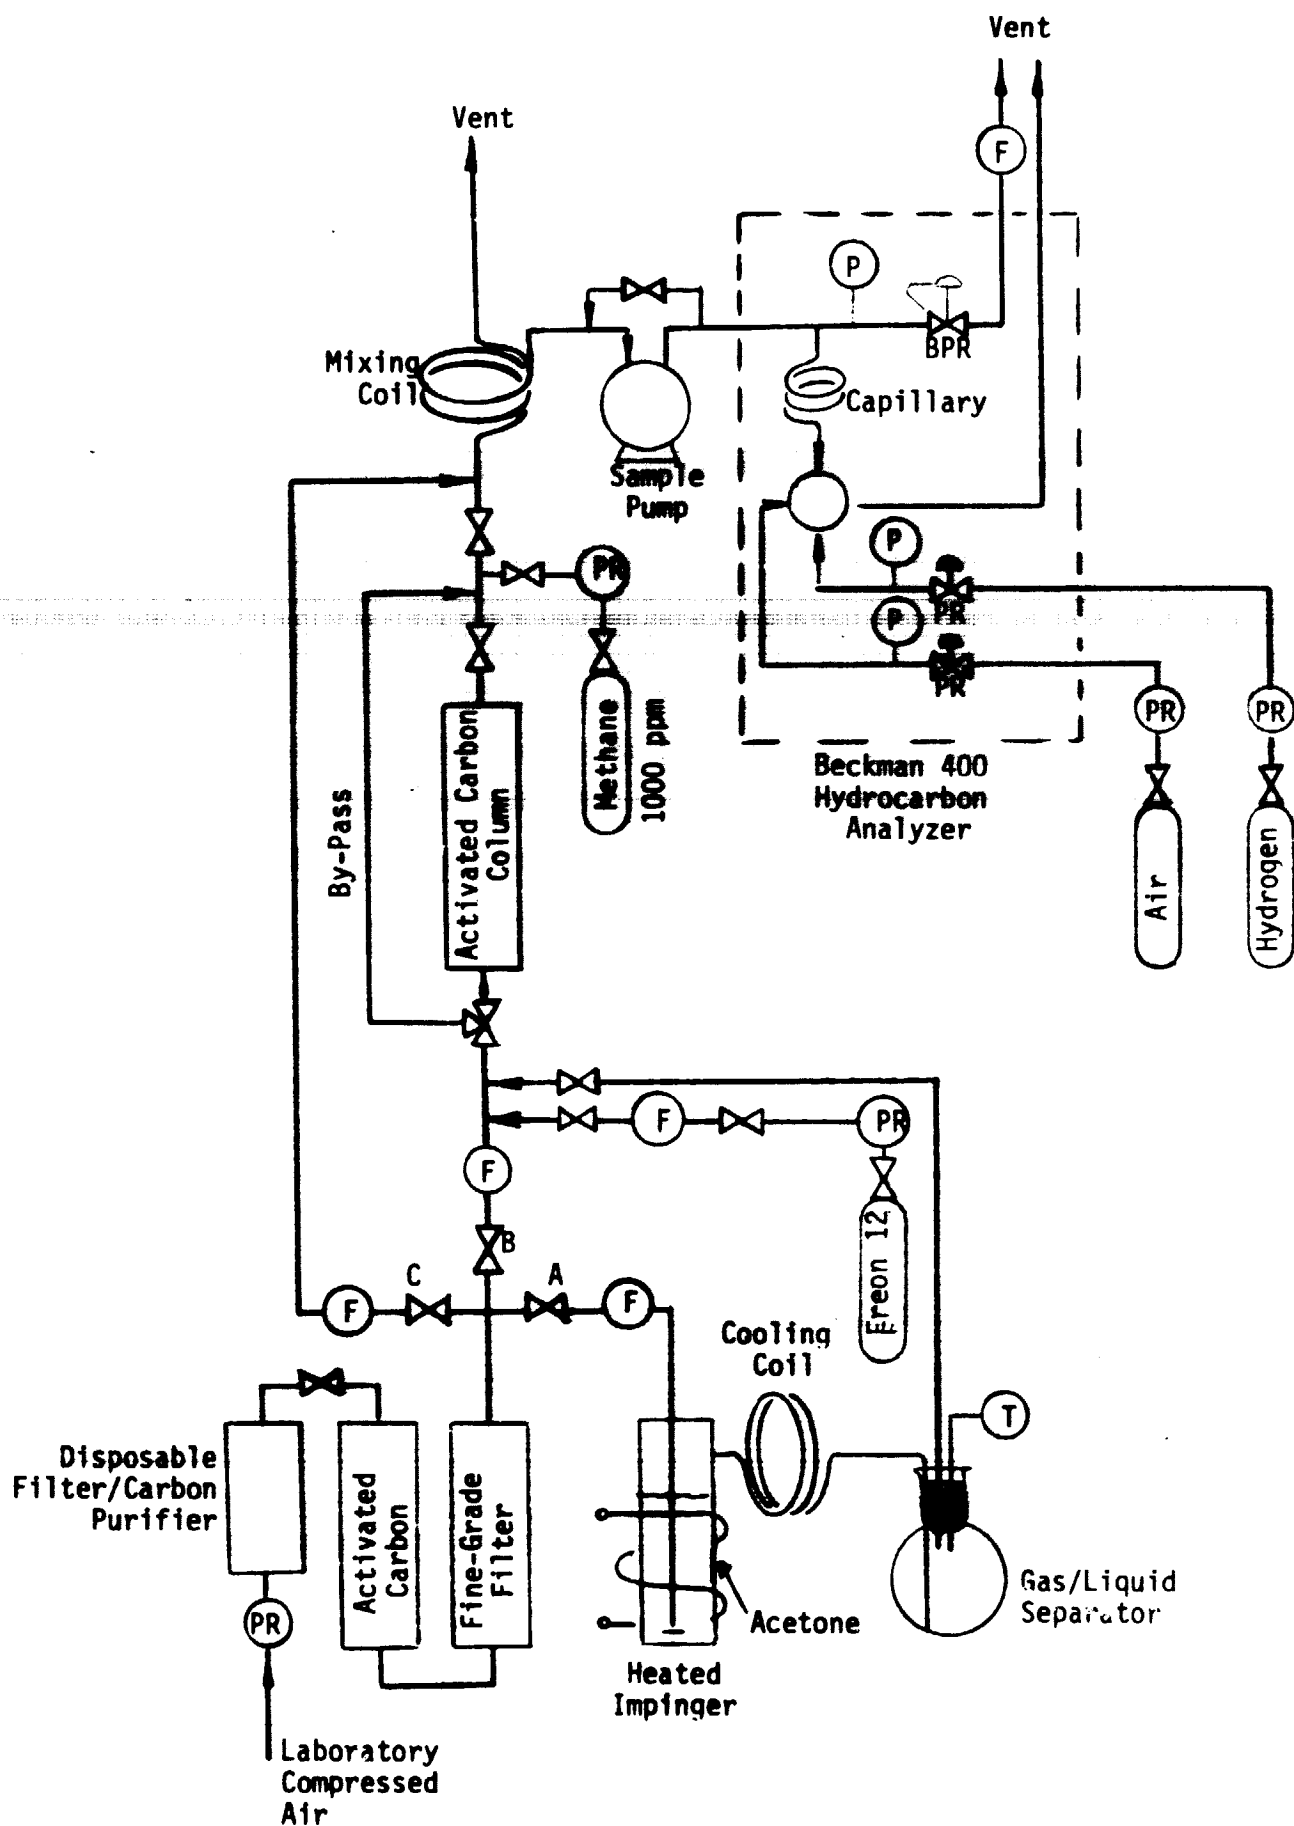 Vent
Vent
F
P
BPR
Mixing
Coil
Capillary
Sample
Pump
P
PR
PR
P
PR
PR
PR
Methane
1000 ppm
Activated Carbon
Column
By-Pass
Beckman 400
Hydrocarbon
Analyzer
Air
Hydrogen
F
PR
F
B
Freon 12
C
A
F
F
Cooling
Coil
T
Disposable
Filter/Carbon
Purifier
Activated
Carbon
Fine-Grade
Filter
PR
Acetone
Gas/Liquid
Separator
Heated
Impinger
Laboratory
Compressed
Air